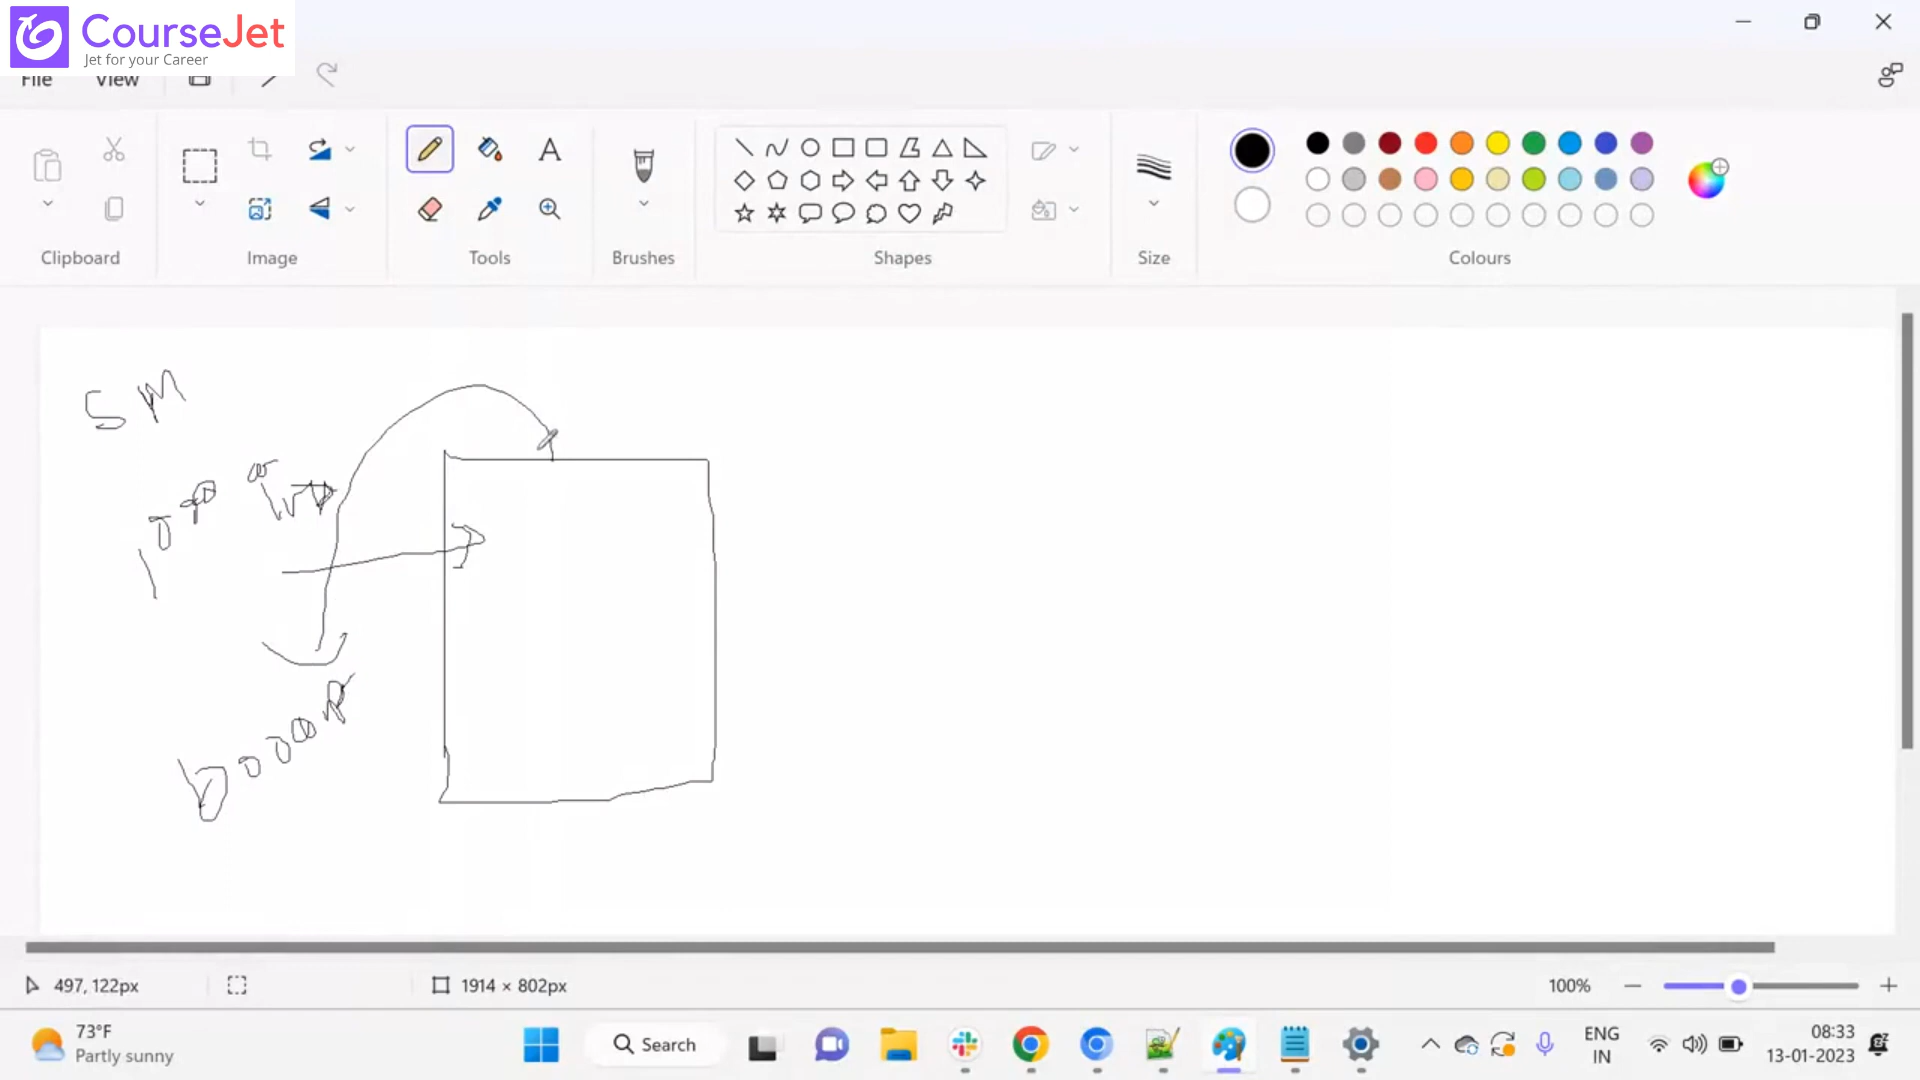 CourseJet
Jet for your Career
File View
Clipboard
Image
Tools
Brushes
Shapes
Size
Colours
SM
497, 122px
1914 × 802px
100%
73°F
Partly sunny
Search
ENG
IN
08:33
13-01-2023